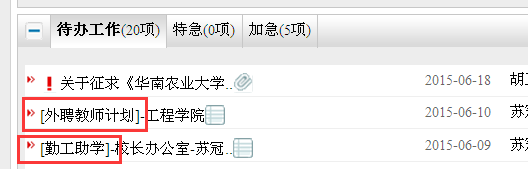 待办工作(20项) 特急(0项) 加急(5项)
关于征求《华南农业大学.. 2015-06-18
[外聘教师计划]-工程学院 2015-06-10 苏
[勤工助学]-校长办公室-苏冠.. 2015-06-09 苏